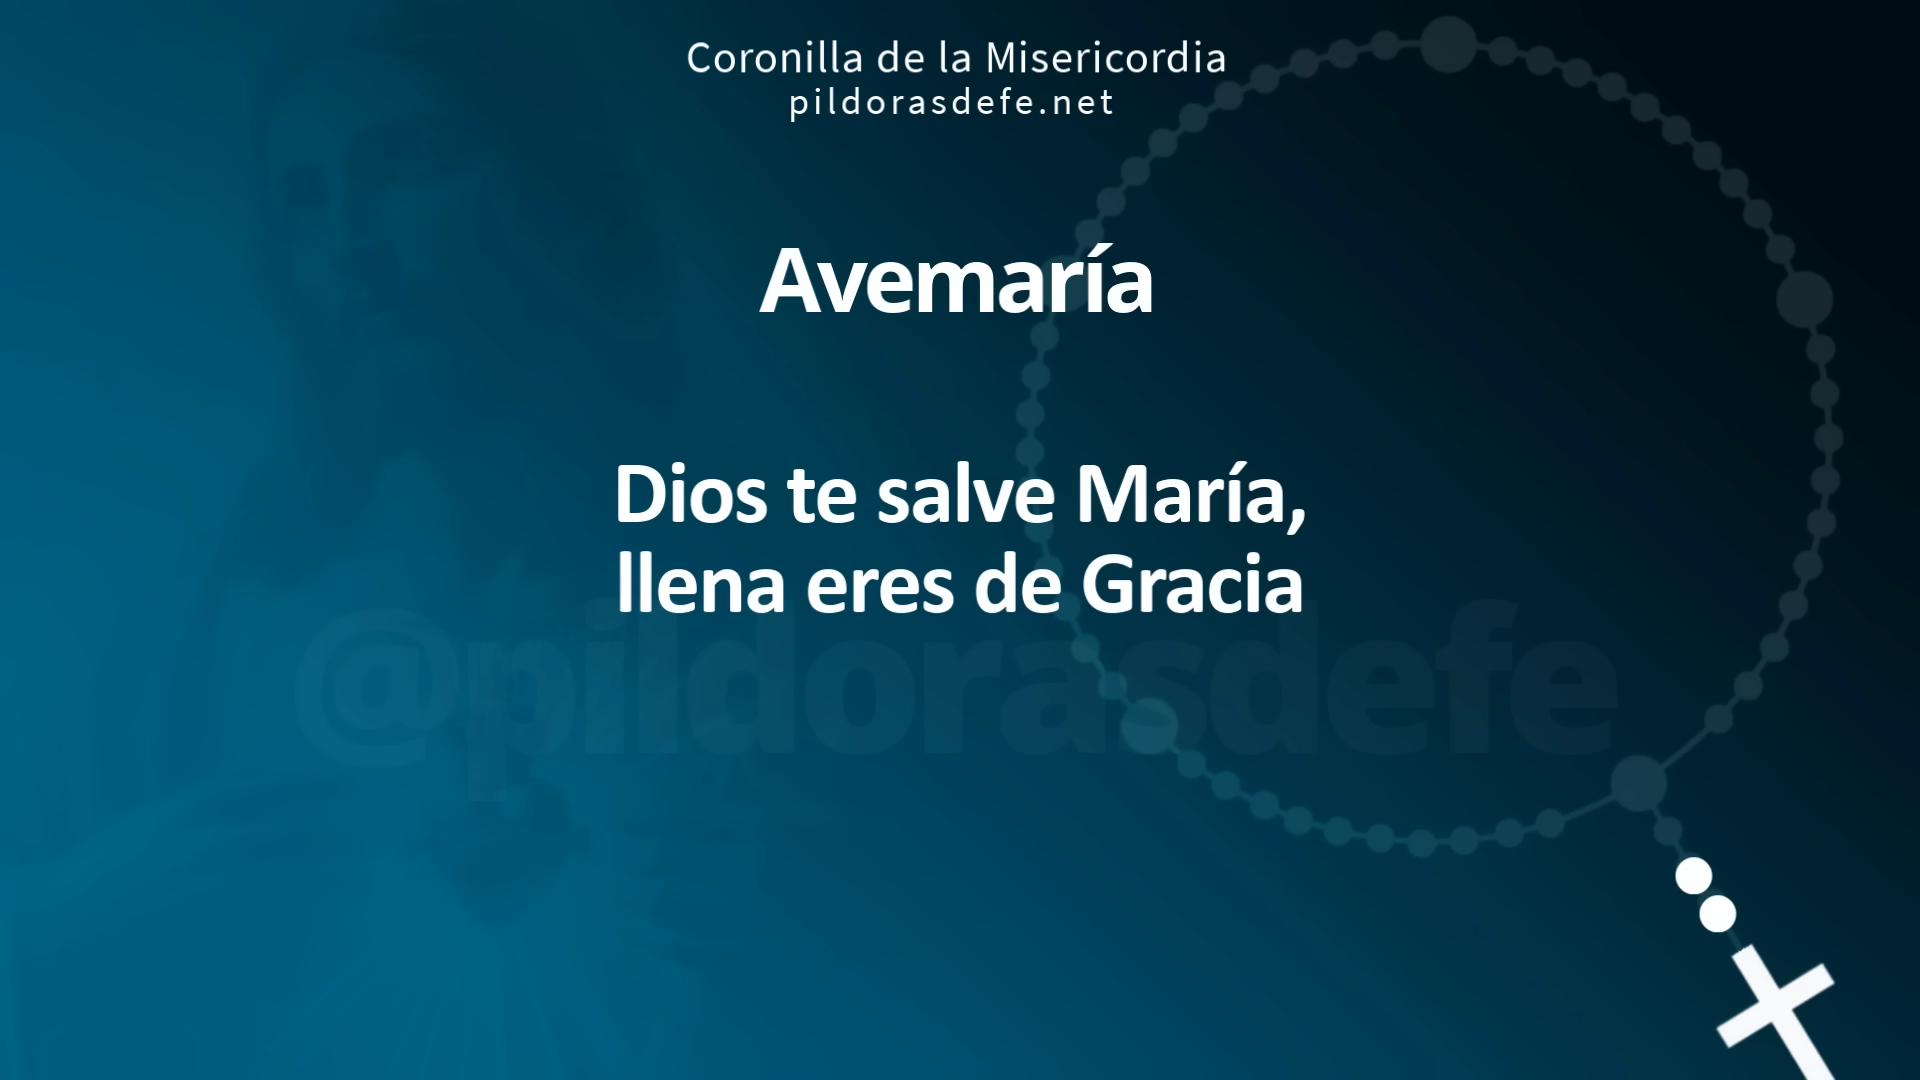 Coronilla de la Misericordia
pildorasdefe.net
Avemaría
Dios te salve María,
llena eres de Gracia
@pildorasdefe